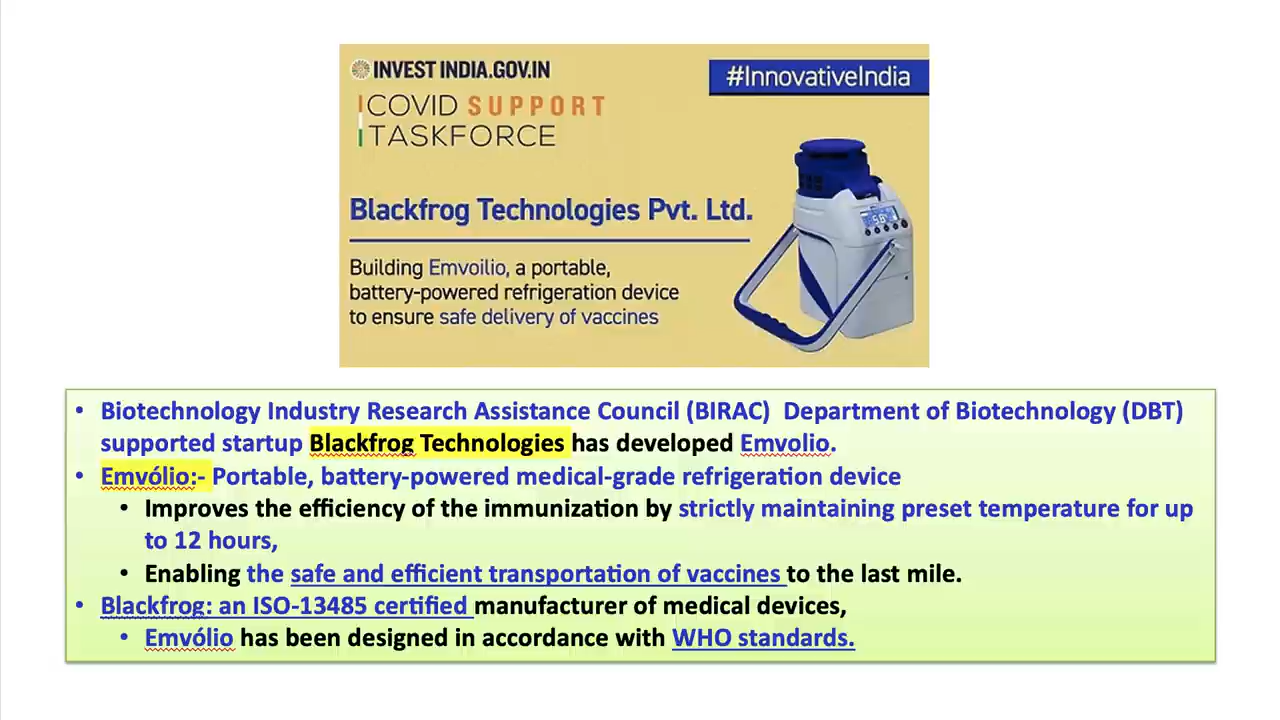 INVEST INDIA.GOV.IN
#InnovativeIndia
COVID SUPPORT
TASKFORCE
Blackfrog Technologies Pvt. Ltd.
Building Emvoilio, a portable,
battery-powered refrigeration device
to ensure safe delivery of vaccines
• Biotechnology Industry Research Assistance Council (BIRAC) Department of Biotechnology (DBT)
supported startup Blackfrog Technologies has developed Emvolio.
• Emvólio:- Portable, battery-powered medical-grade refrigeration device
• Improves the efficiency of the immunization by strictly maintaining preset temperature for up
to 12 hours,
• Enabling the safe and efficient transportation of vaccines to the last mile.
• Blackfrog: an ISO-13485 certified manufacturer of medical devices,
• Emvólio has been designed in accordance with WHO standards.